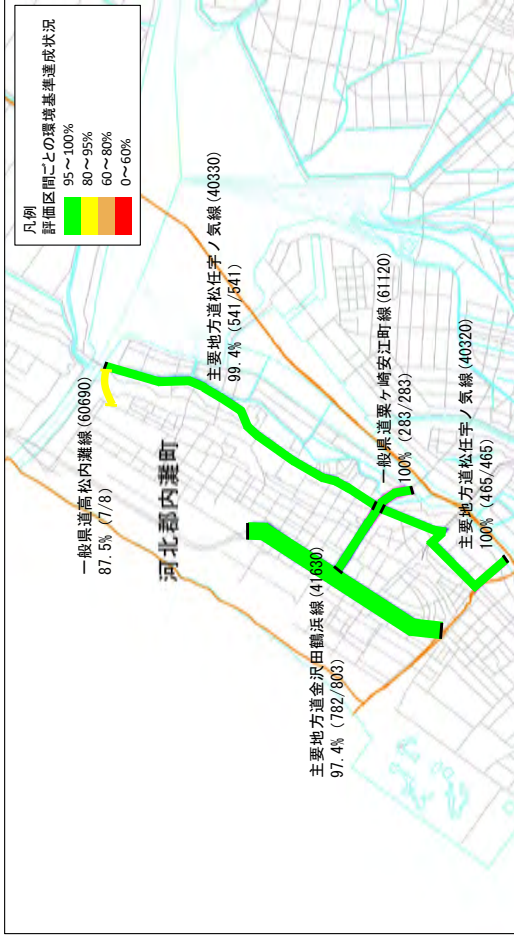 凡例
評価区間ごとの環境基準達成状況
95～100%
80～95%
60～80%
0～60%
一般県道高松内灘線(60690)
87.5% (7/8)
河北郡内灘町
主要地方道松任宇ノ気線(40330)
99.4% (541/541)
主要地方道金沢田鶴浜線(41630)
97.4% (782/803)
一般県道粟ヶ崎安江町線(61120)
100% (283/283)
主要地方道松任宇ノ気線(40320)
100% (465/465)